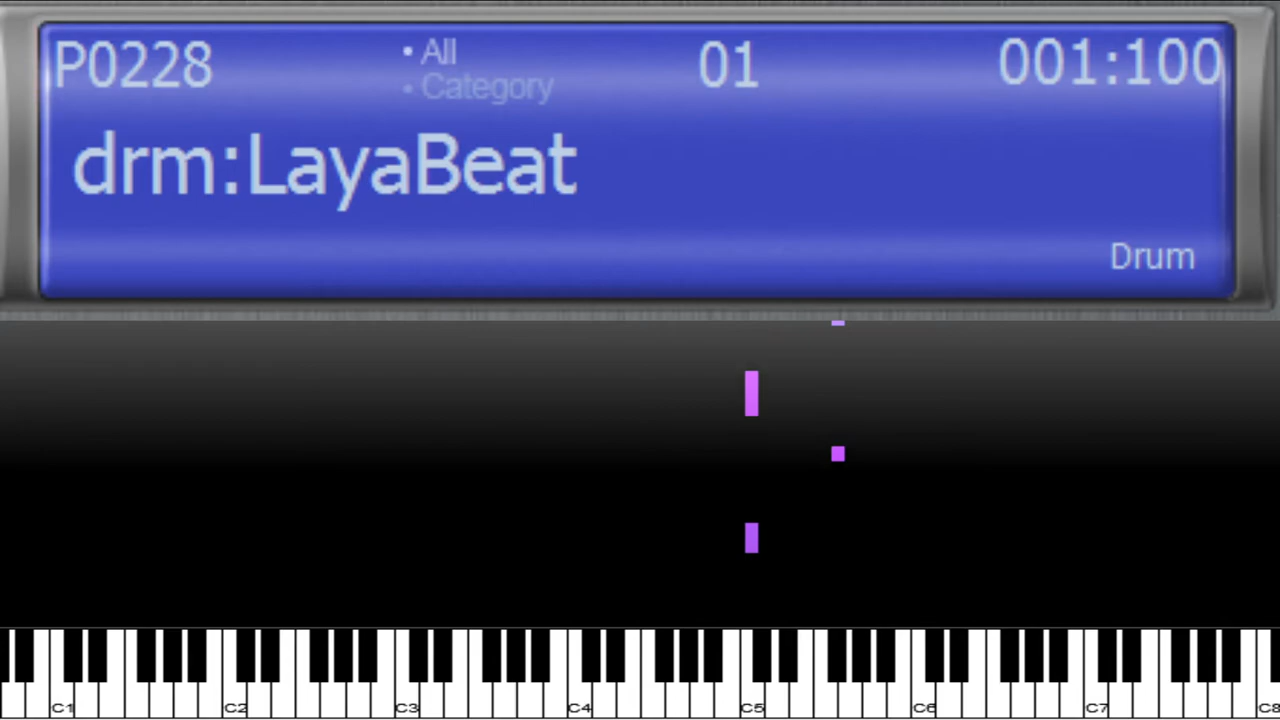 P0228 • All 01 001:100
• Category
drm:LayaBeat
Drum
C1 C2 C3 C4 C5 C6 C7 C8